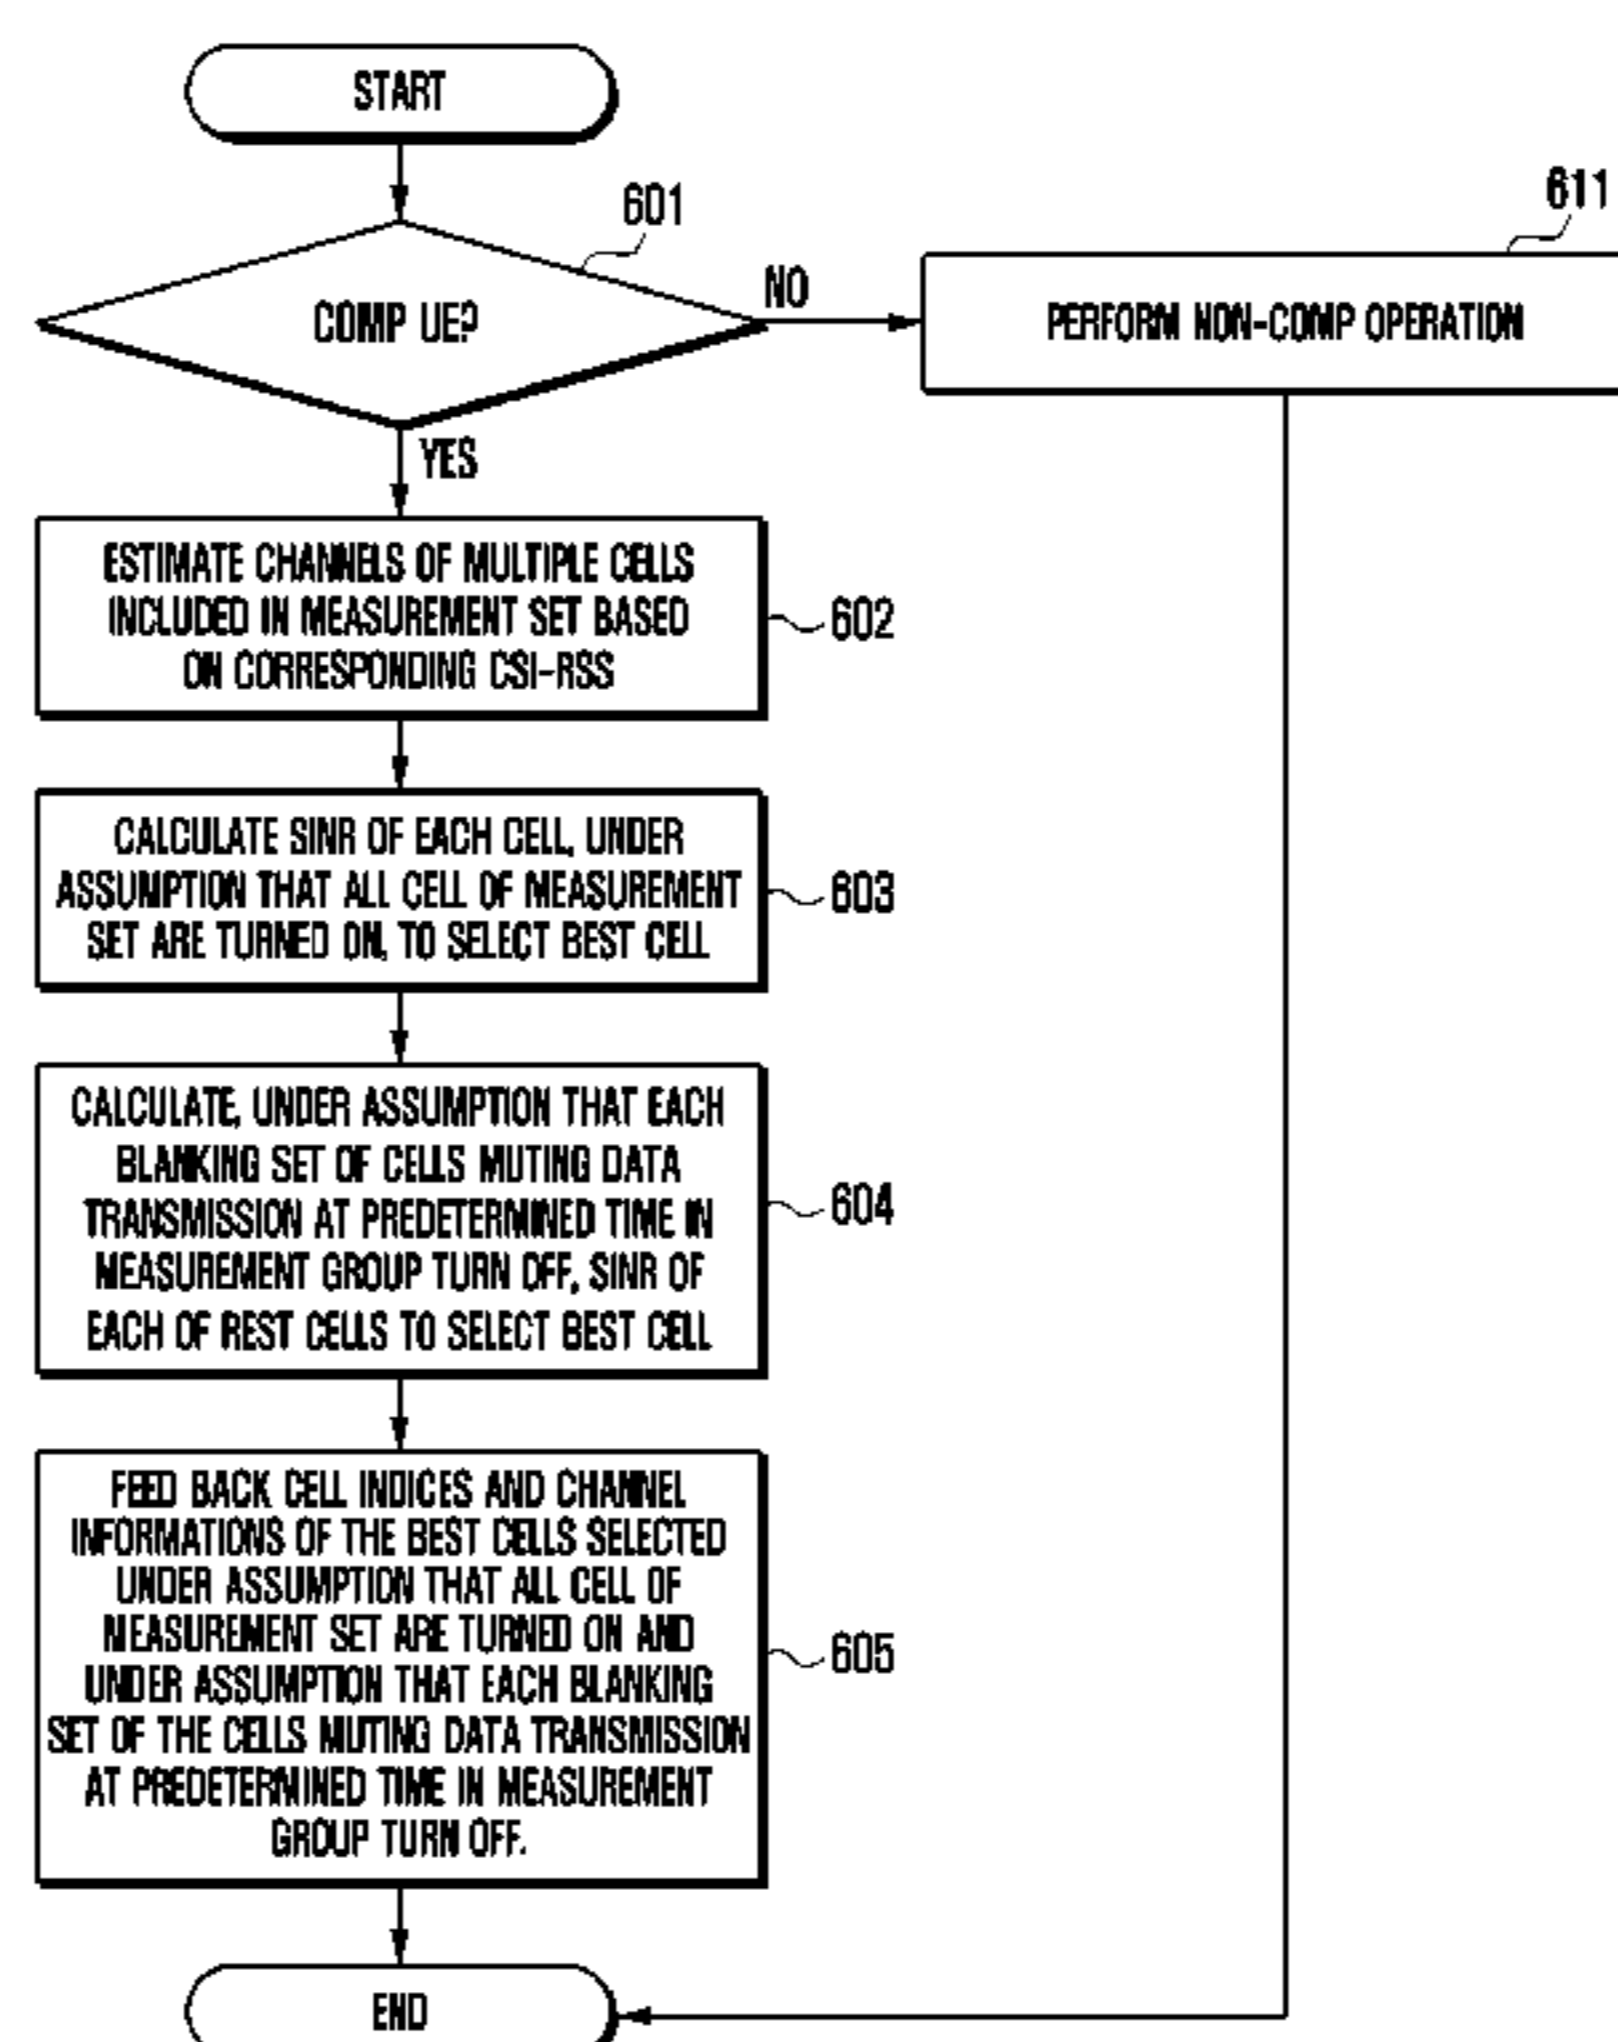 START
601
611
COMP UE?
NO
PERFORM NON-COMP OPERATION
YES
ESTIMATE CHANNELS OF MULTIPLE CELLS
INCLUDED IN MEASUREMENT SET BASED
ON CORRESPONDING CSI-RSS
602
CALCULATE SINR OF EACH CELL, UNDER
ASSUMPTION THAT ALL CELL OF MEASUREMENT
SET ARE TURNED ON, TO SELECT BEST CELL
603
CALCULATE, UNDER ASSUMPTION THAT EACH
BLANKING SET OF CELLS MUTING DATA
TRANSMISSION AT PREDETERMINED TIME IN
MEASUREMENT GROUP TURN OFF, SINR OF
EACH OF REST CELLS TO SELECT BEST CELL
604
FEED BACK CELL INDICES AND CHANNEL
INFORMATIONS OF THE BEST CELLS SELECTED
UNDER ASSUMPTION THAT ALL CELL OF
MEASUREMENT SET ARE TURNED ON AND
UNDER ASSUMPTION THAT EACH BLANKING
SET OF THE CELLS MUTING DATA TRANSMISSION
AT PREDETERMINED TIME IN MEASUREMENT
GROUP TURN OFF.
605
END